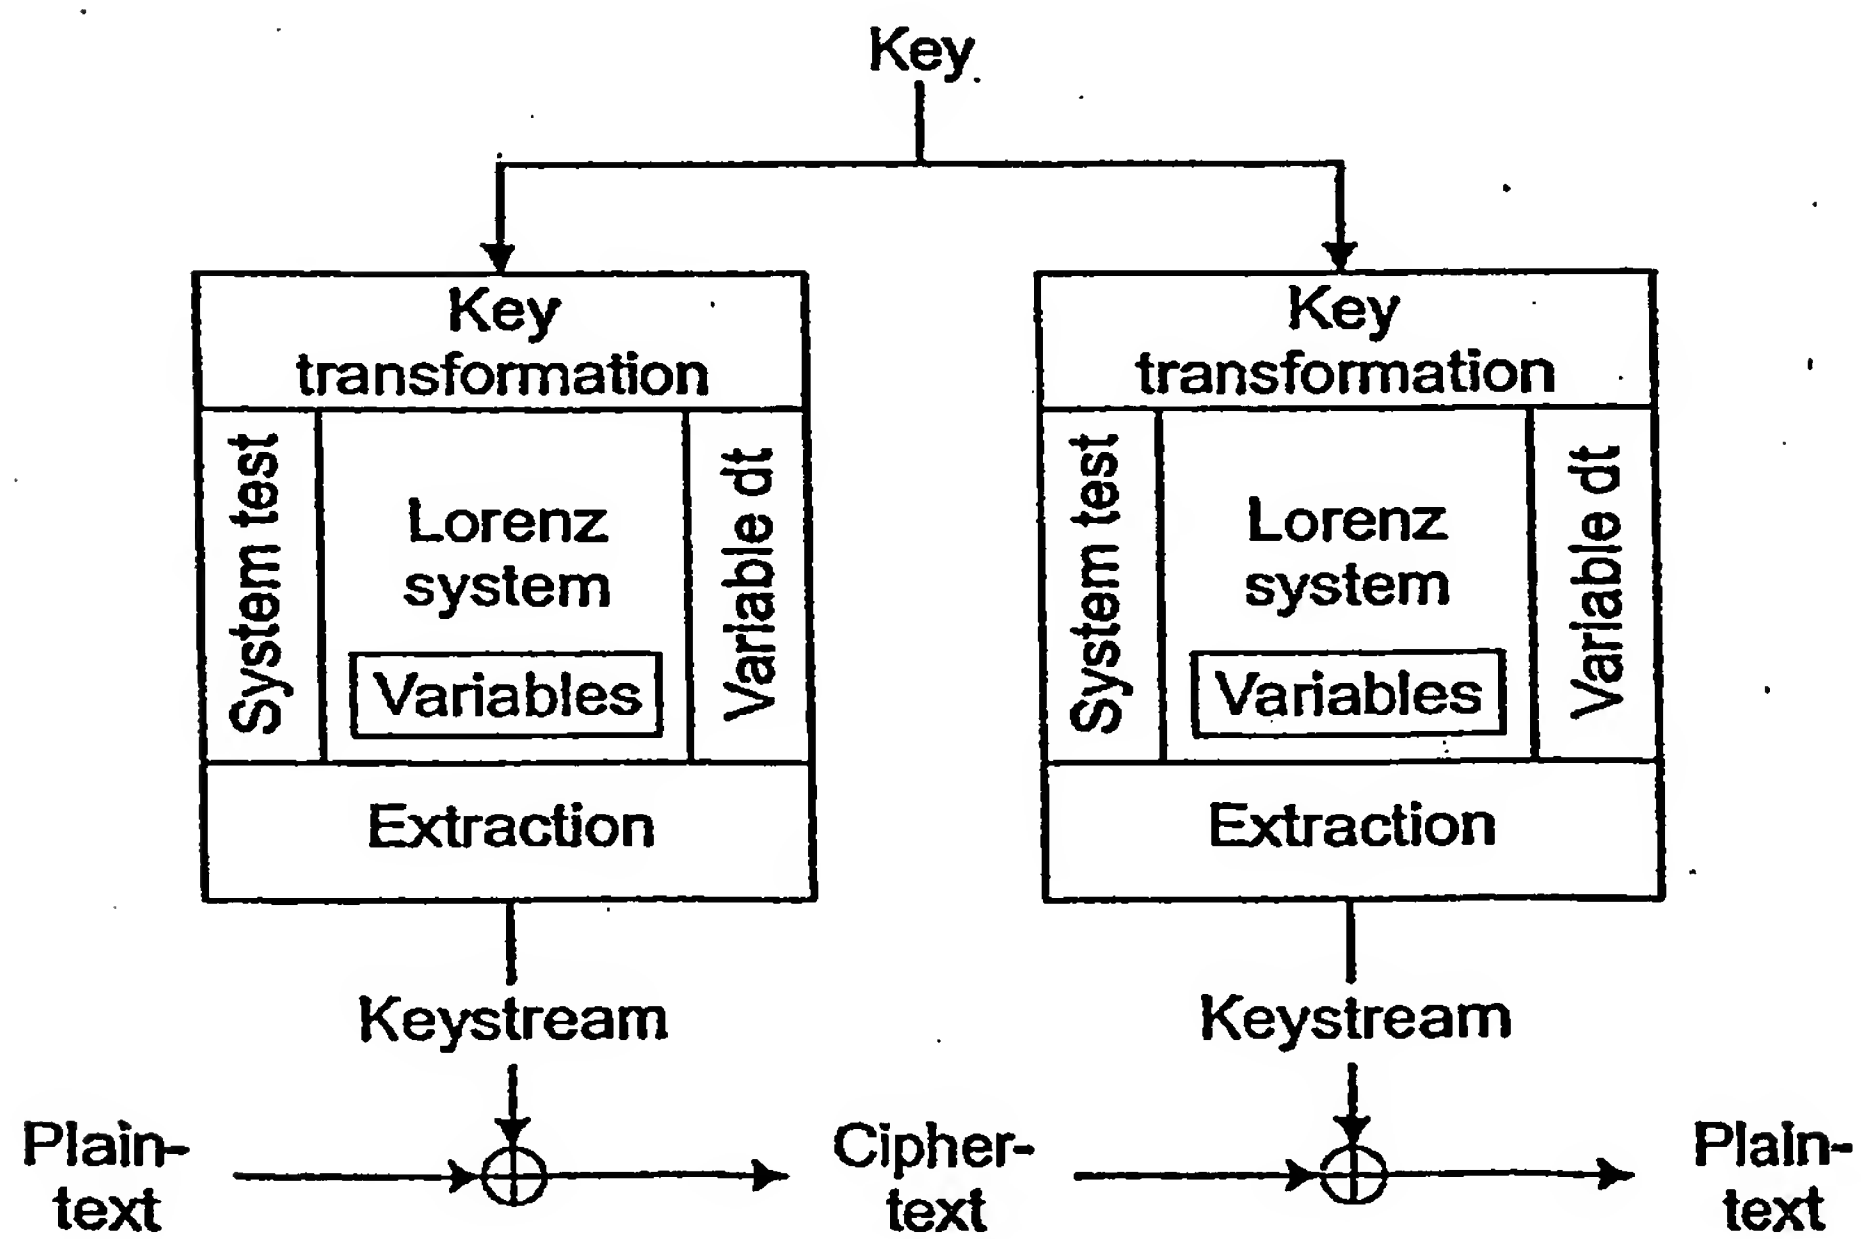 Key
Key
transformation
System test
Lorenz
system
Variables
Variable dt
Extraction
Keystream
Key
transformation
System test
Lorenz
system
Variables
Variable dt
Extraction
Keystream
Plain-
text
Cipher-
text
Plain-
text